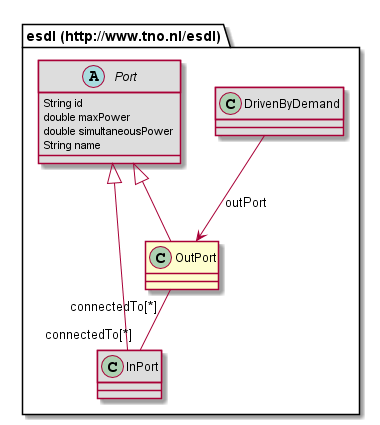 esdl (http://www.tno.nl/esdl)
A Port
String id
double maxPower
double simultaneousPower
String name
C DrivenByDemand
outPort
C OutPort
connectedTo[*]
connectedTo[*]
C InPort